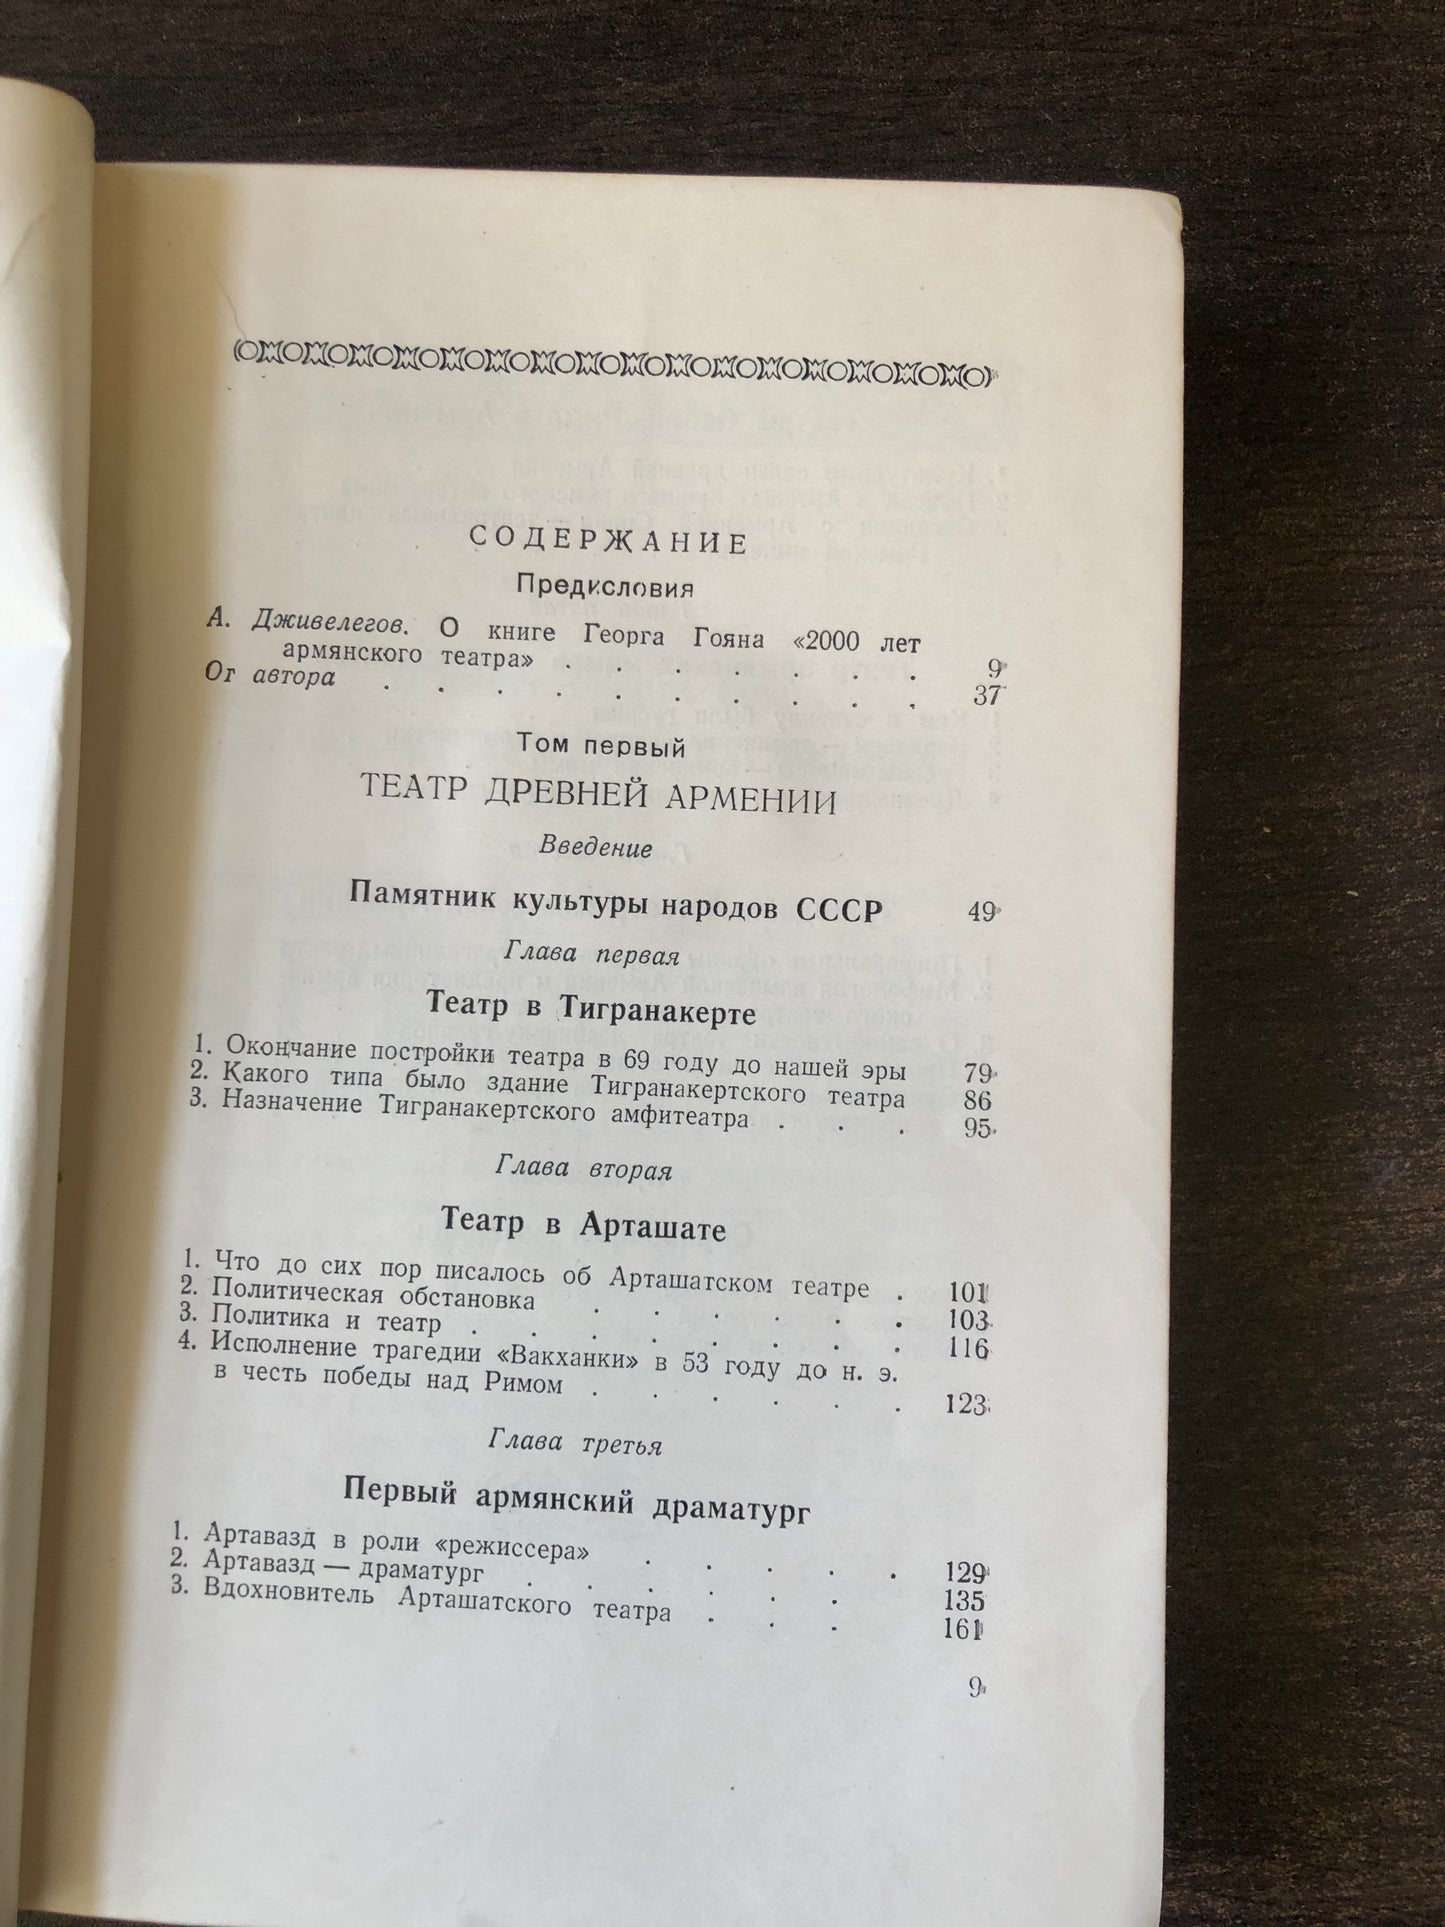 СОДЕРЖАНИЕ
Предисловия
А. Дживелегов. О книге Георга Гояна «2000 лет
армянского театра» . . . . . . . 9
От автора . . . . . . . . . . 37
Том первый
ТЕАТР ДРЕВНЕЙ АРМЕНИИ
Введение
Памятник культуры народов СССР 49
Глава первая
Театр в Тигранакерте
1. Окончание постройки театра в 69 году до нашей эры 79
2. Какого типа было здание Тигранакертского театра 86
3. Назначение Тигранакертского амфитеатра . . . 95
Глава вторая
Театр в Арташате
1. Что до сих пор писалось об Арташатском театре . 101
2. Политическая обстановка . . . . . . 103
3. Политика и театр . . . . . . . . 116
4. Исполнение трагедии «Вакханки» в 53 году до н. э.
в честь победы над Римом . . . . . . 123
Глава третья
Первый армянский драматург
1. Артавазд в роли «режиссера» . . . . . 129
2. Артавазд — драматург . . . . . . 135
3. Вдохновитель Арташатского театра . . . 161
9